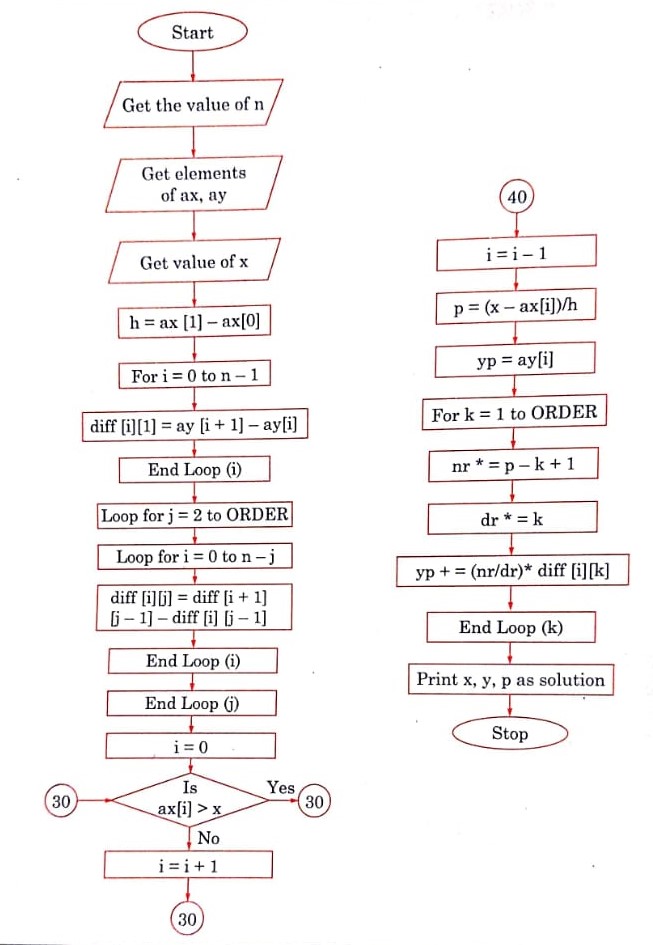 Start
Get the value of n
Get elements
of ax, ay
Get value of x
h = ax [1] – ax[0]
For i = 0 to n – 1
diff [i][1] = ay [i + 1] – ay[i]
End Loop (i)
Loop for j = 2 to ORDER
Loop for i = 0 to n – j
diff [i][j] = diff [i + 1]
[j – 1] – diff [i] [j – 1]
End Loop (i)
End Loop (j)
i = 0
30
Is
ax[i] > x
Yes
30
No
i = i + 1
30
40
i = i – 1
p = (x – ax[i])/h
yp = ay[i]
For k = 1 to ORDER
nr * = p – k + 1
dr * = k
yp + = (nr/dr)* diff [i][k]
End Loop (k)
Print x, y, p as solution
Stop